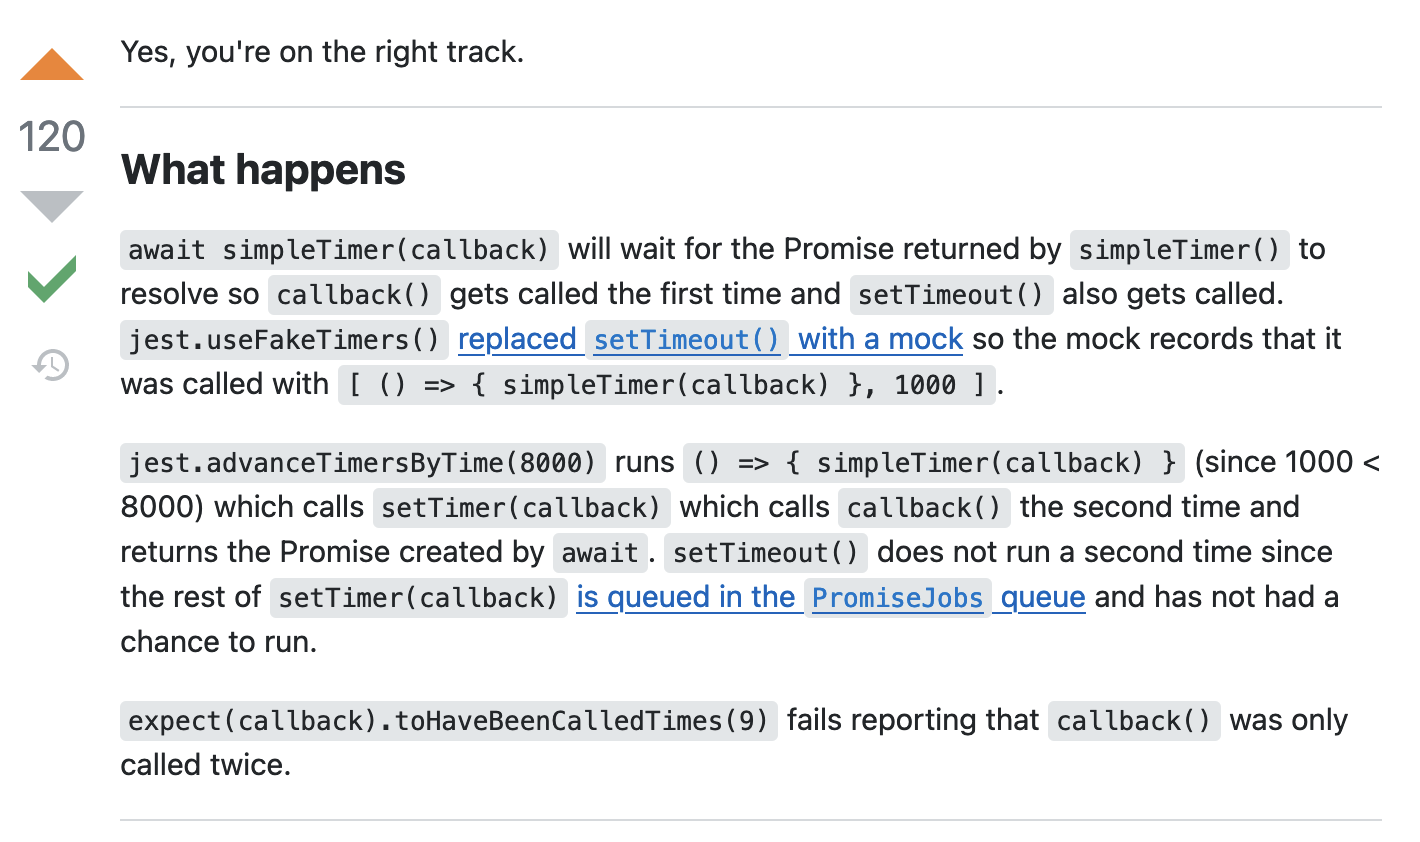 Yes, you're on the right track.
120
What happens
await simpleTimer(callback) will wait for the Promise returned by simpleTimer() to
resolve so callback() gets called the first time and setTimeout() also gets called.
jest.useFakeTimers() replaced setTimeout() with a mock so the mock records that it
was called with [ () => { simpleTimer(callback) }, 1000 ].
jest.advanceTimersByTime(8000) runs () => { simpleTimer(callback) } (since 1000 <
8000) which calls setTimer(callback) which calls callback() the second time and
returns the Promise created by await. setTimeout() does not run a second time since
the rest of setTimer(callback) is queued in the PromiseJobs queue and has not had a
chance to run.
expect(callback).toHaveBeenCalledTimes(9) fails reporting that callback() was only
called twice.